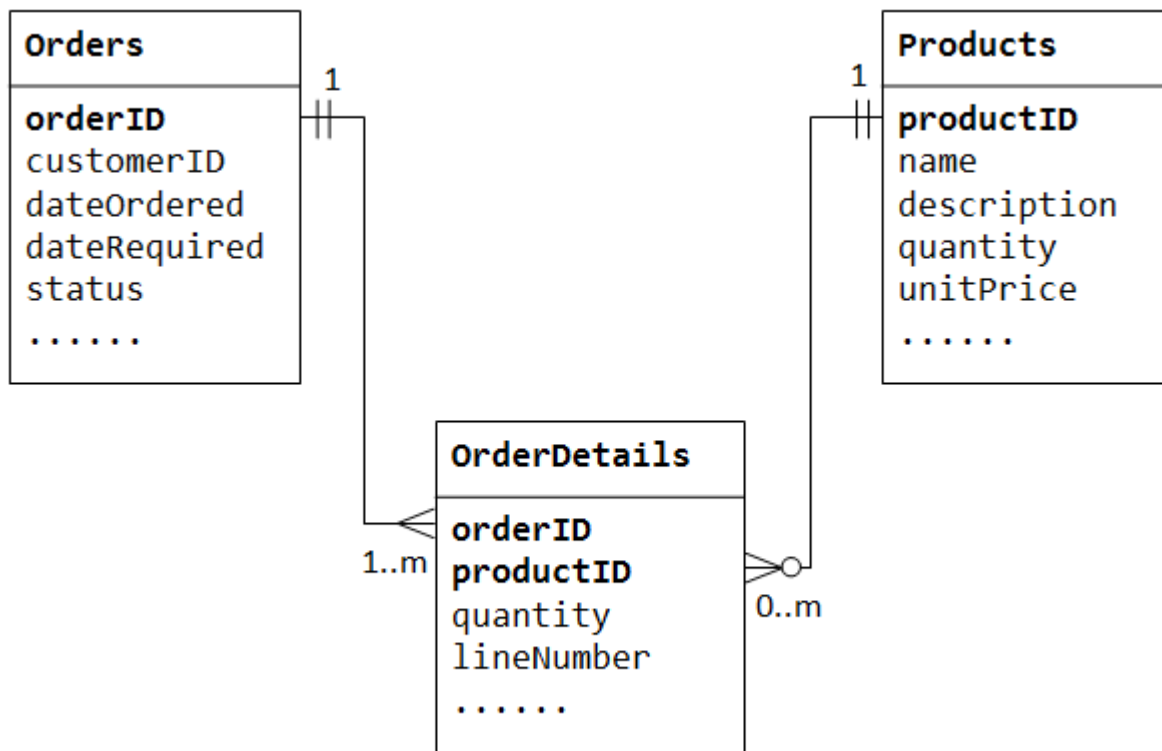 Orders
orderID
customerID
dateOrdered
dateRequired
status
......
1
1
Products
productID
name
description
quantity
unitPrice
......
OrderDetails
orderID
productID
quantity
lineNumber
......
1..m
0..m